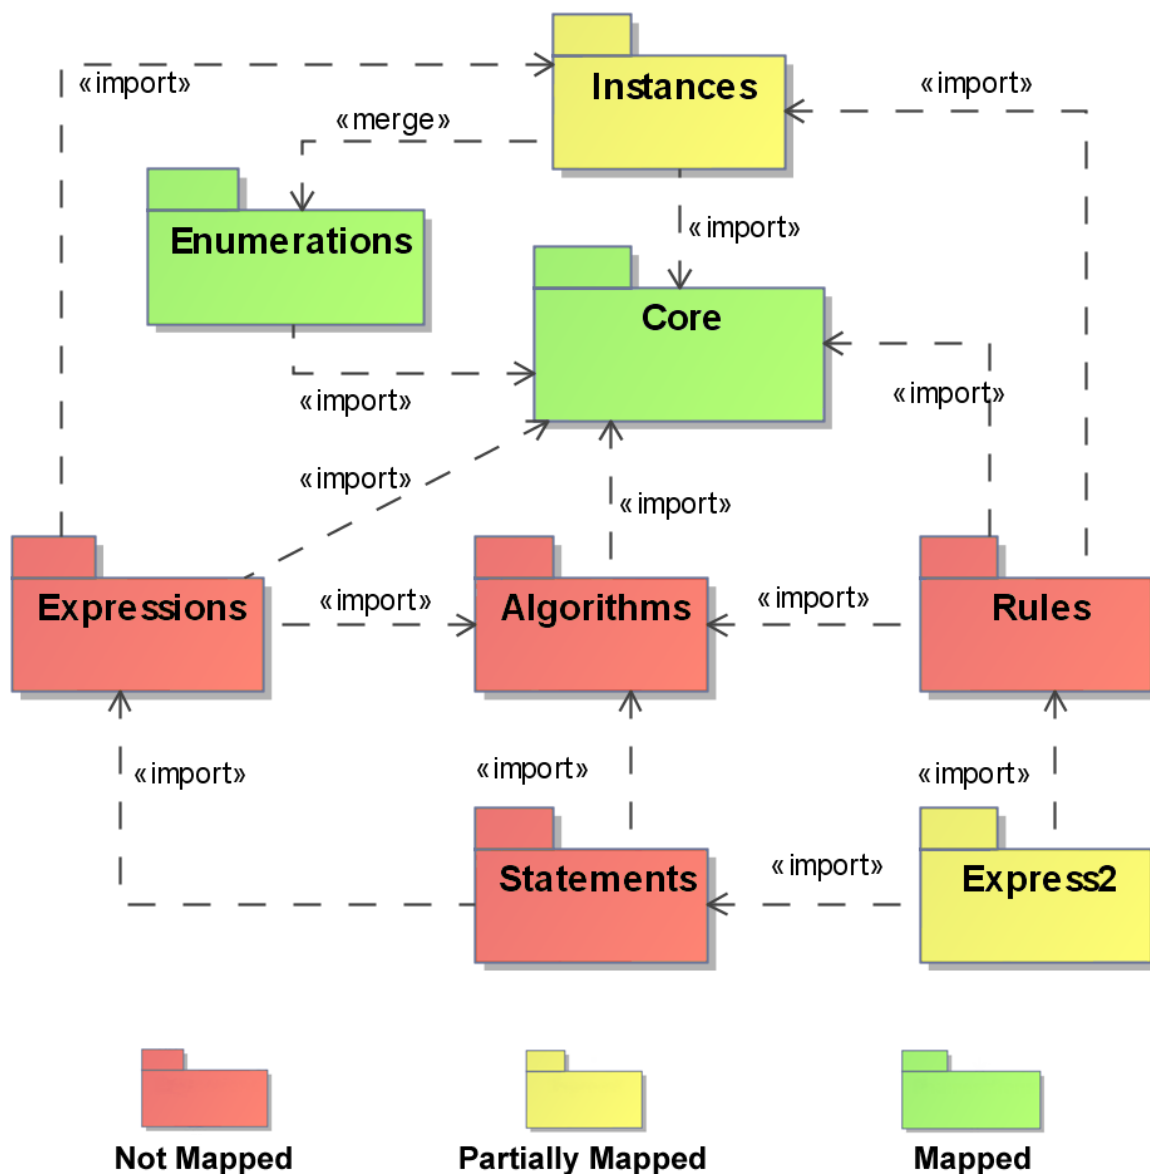 Instances
«import»
«import»
«merge»
Enumerations
«import»
Core
«import»
«import»
«import»
«import»
Expressions
«import»
Algorithms
«import»
Rules
«import»
«import»
«import»
Statements
«import»
Express2
Not Mapped
Partially Mapped
Mapped